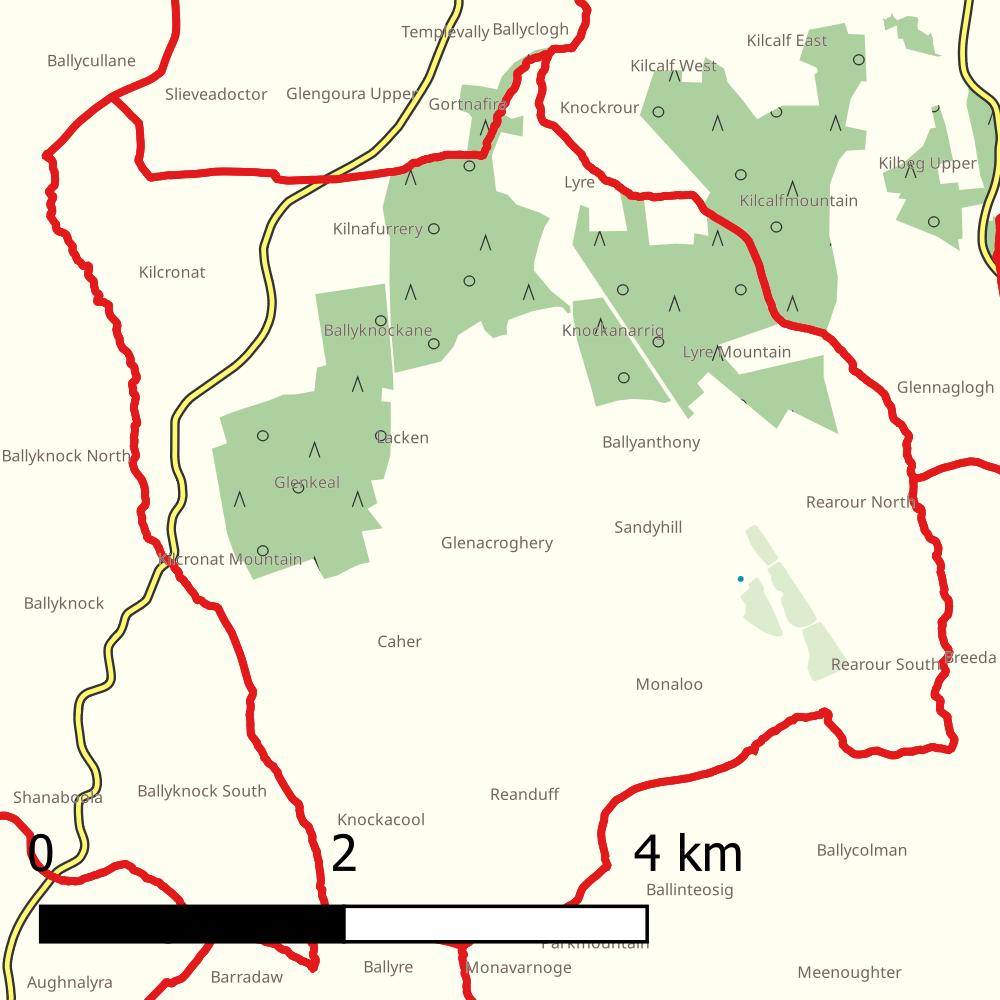 Templevally
Ballyclogh
Kilcalf East
Ballycullane
Kilcalf West
Slieveadoctor
Glengoura Upper
Gortnafira
Knockrour
Kilbeg Upper
Lyre
Kilcalfmountain
Kilnafurrery
Kilcronat
Ballyknockane
Knockanarrig
Lyre Mountain
Glennaglogh
Lacken
Ballyanthony
Ballyknock North
Glenkeal
Rearour North
Sandyhill
Glenacroghery
Kilcronat Mountain
Ballyknock
Caher
Breeda
Rearour South
Monaloo
Ballyknock South
Reanduff
Shanaboola
Knockacool
0
2
4 km
Ballycolman
Ballinteosig
Parkmountain
Ballyre
Monavarnoge
Meenoughter
Barradaw
Aughnalyra